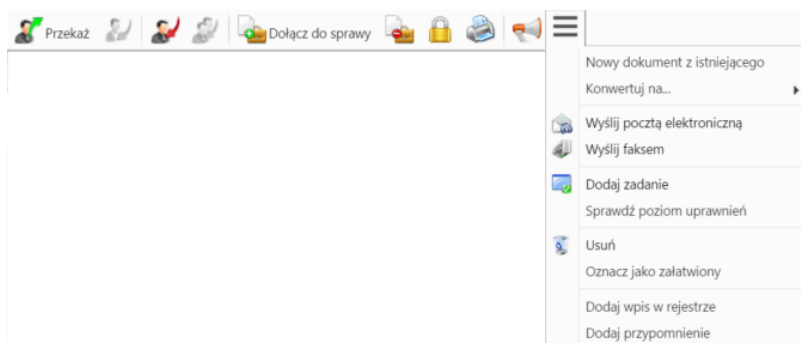 Przekaż
Dołącz do sprawy
Nowy dokument z istniejącego
Konwertuj na...
Wyślij pocztą elektroniczną
Wyślij faksem
Dodaj zadanie
Sprawdź poziom uprawnień
Usuń
Oznacz jako załatwiony
Dodaj wpis w rejestrze
Dodaj przypomnienie